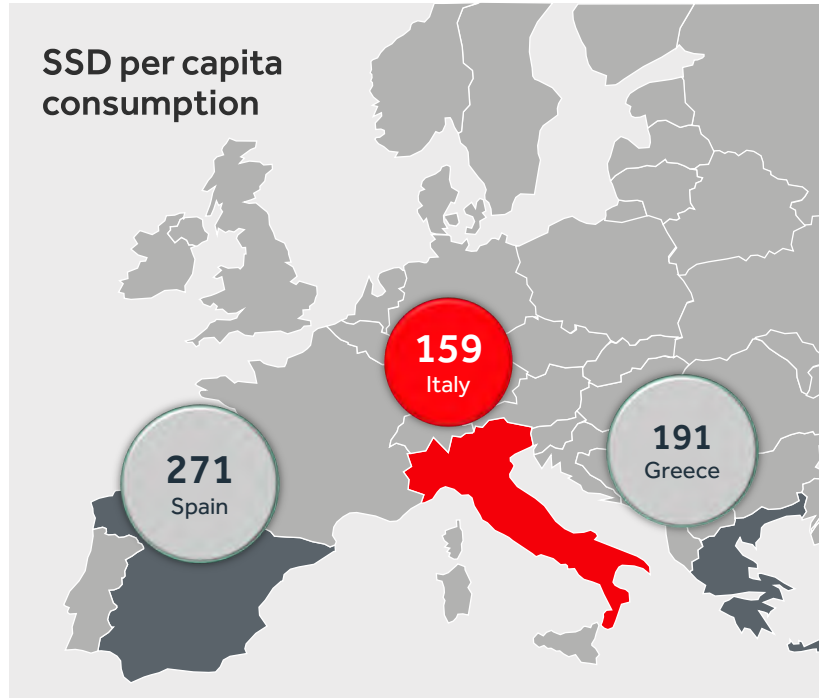 SSD per capita
consumption
159
Italy
271
Spain
191
Greece